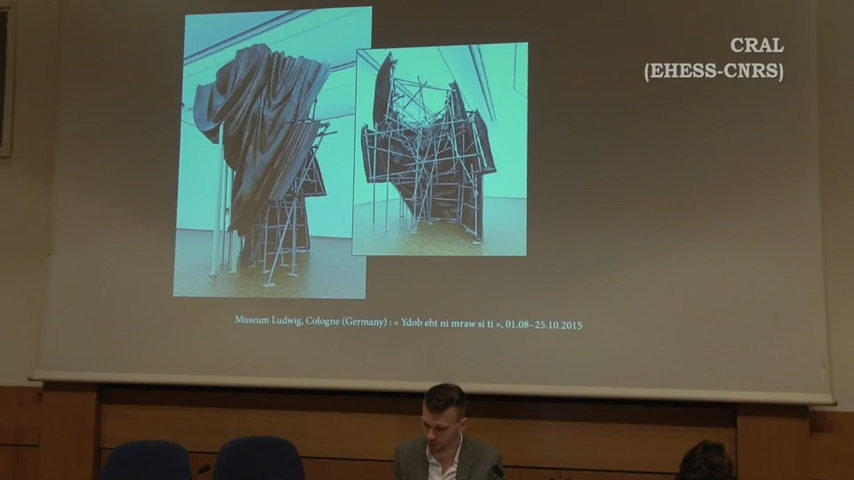 CRAL
(EHESS-CNRS)
Museum Ludwig, Cologne (Germany) : « Ydob eht ni mraw si ti », 01.08–25.10.2015